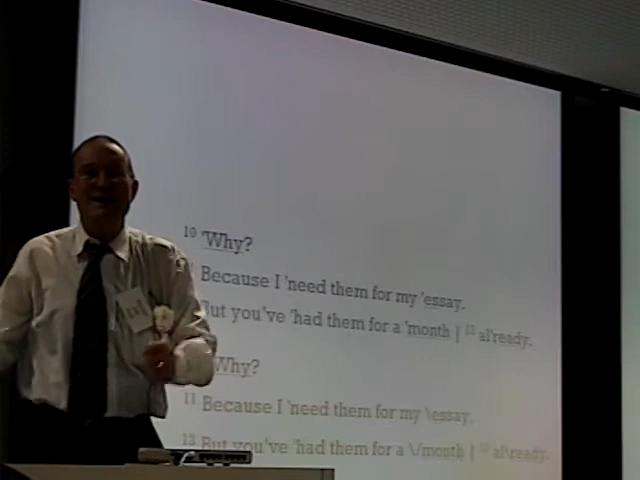 10 'Why?
Because I 'need them for my 'essay.
But you've 'had them for a 'month | al'ready.
Why?
11 Because I 'need them for my \essay.
13 But you've 'had them for a \/month | al\ready.